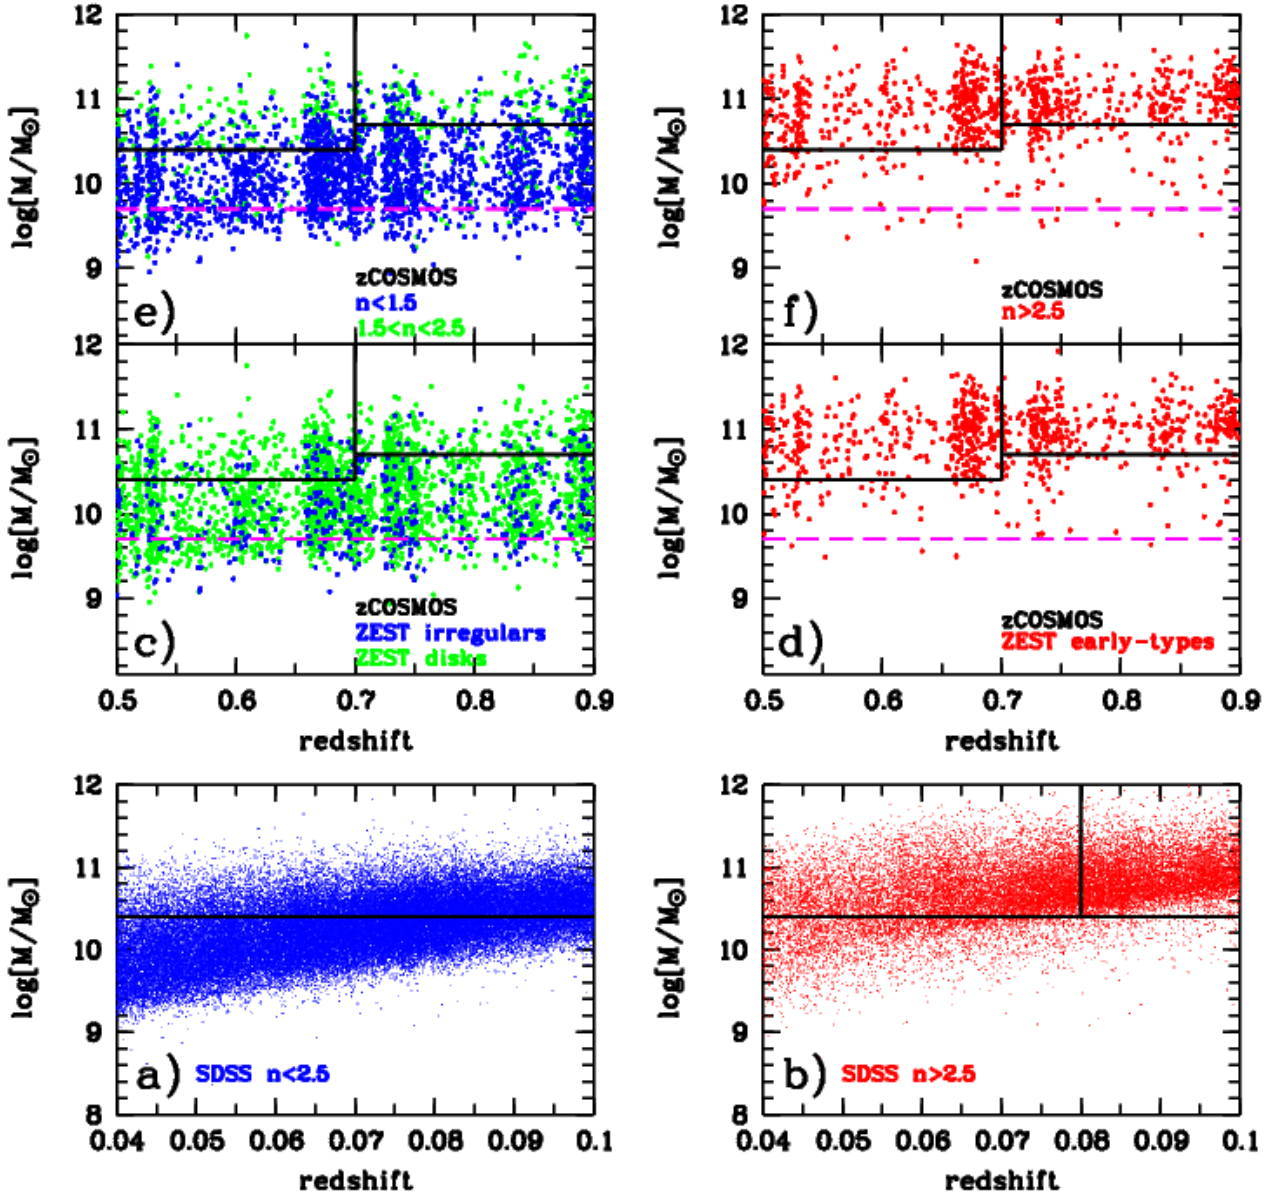 12
11
10
9
log[M/M⊙]
zCOSMOS
n<1.5
1.5<n<2.5
e)
12
11
10
9
log[M/M⊙]
zCOSMOS
ZEST irregulars
ZEST disks
c)
0.5 0.6 0.7 0.8 0.9
redshift
12
11
10
9
log[M/M⊙]
zCOSMOS
n>2.5
f)
12
11
10
9
log[M/M⊙]
zCOSMOS
ZEST early-types
d)
0.5 0.6 0.7 0.8 0.9
redshift
12
11
10
9
8
log[M/M⊙]
a) SDSS n<2.5
0.04 0.05 0.06 0.07 0.08 0.09 0.1
redshift
12
11
10
9
8
log[M/M⊙]
b) SDSS n>2.5
0.04 0.05 0.06 0.07 0.08 0.09 0.1
redshift